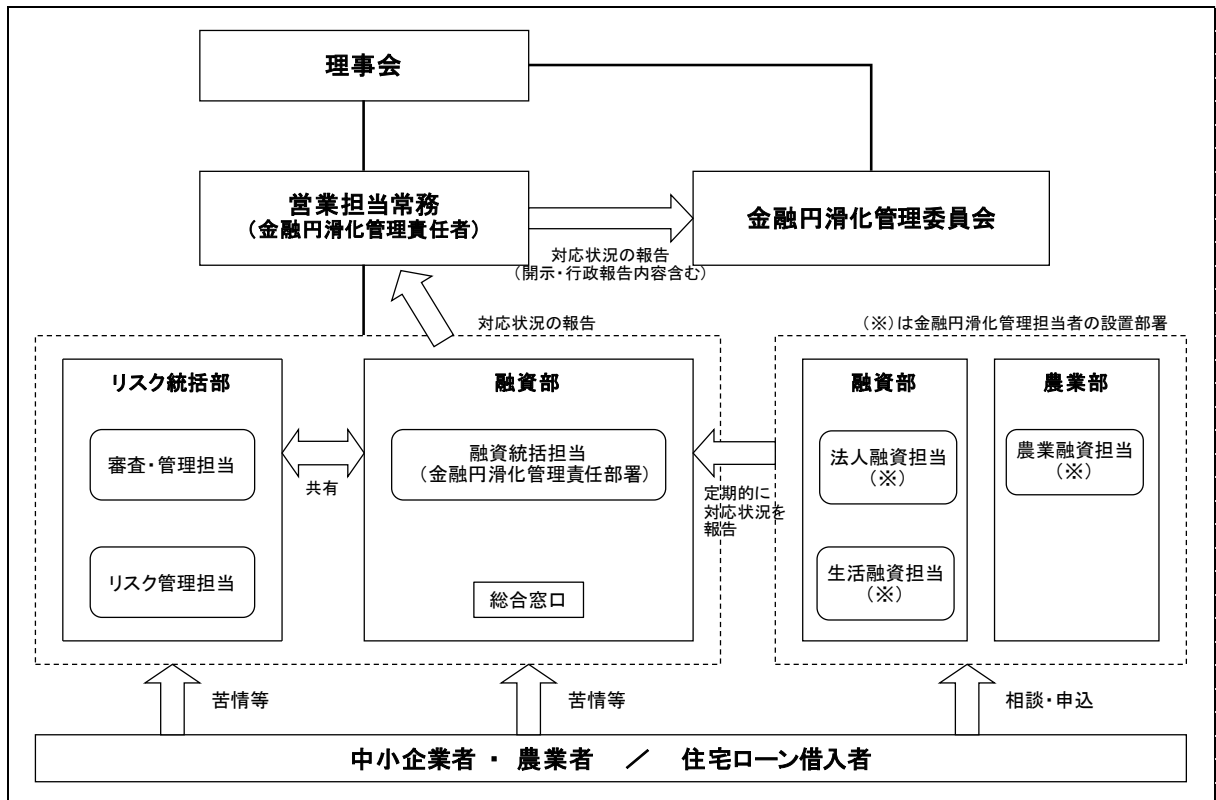 理事会
営業担当常務
(金融円滑化管理責任者)
金融円滑化管理委員会
対応状況の報告
(開示・行政報告内容含む)
対応状況の報告
(※)は金融円滑化管理担当者の設置部署
リスク統括部
審査・管理担当
リスク管理担当
共有
融資部
融資統括担当
(金融円滑化管理責任部署)
総合窓口
定期的に
対応状況を
報告
融資部
法人融資担当
(※)
生活融資担当
(※)
農業部
農業融資担当
(※)
苦情等
苦情等
相談・申込
中小企業者 ・ 農業者 / 住宅ローン借入者